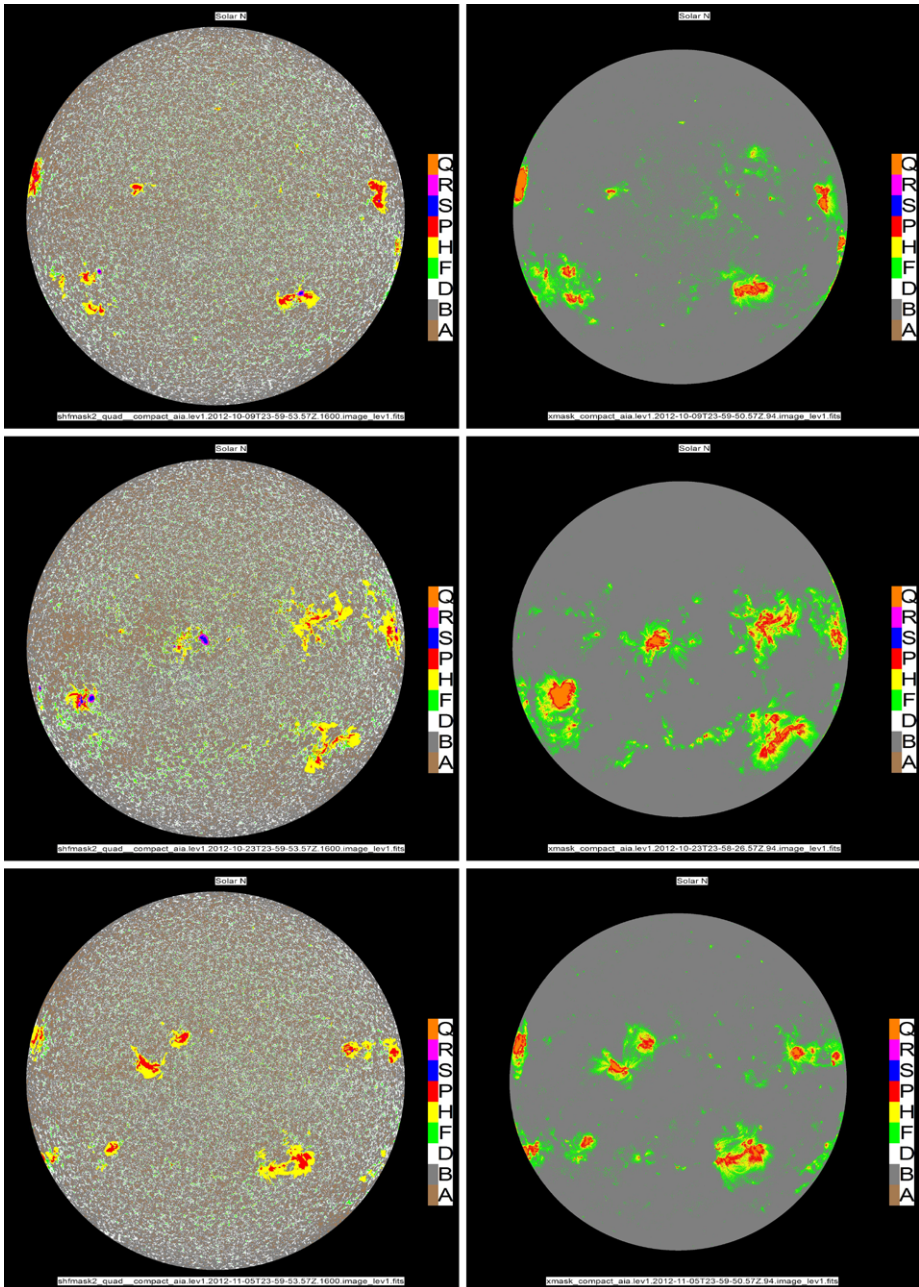 Solar N
Q
R
S
P
H
F
D
B
A
shfmask2_quad__compact_aia.lev1.2012-10-09T23-59-53.57Z.1600.image_lev1.fits
Solar N
Q
R
S
P
H
F
D
B
A
xmask_compact_aia.lev1.2012-10-09T23-59-50.57Z.94.image_lev1.fits
Solar N
Q
R
S
P
H
F
D
B
A
shfmask2_quad__compact_aia.lev1.2012-10-23T23-59-53.57Z.1600.image_lev1.fits
Solar N
Q
R
S
P
H
F
D
B
A
xmask_compact_aia.lev1.2012-10-23T23-58-26.57Z.94.image_lev1.fits
Solar N
Q
R
S
P
H
F
D
B
A
shfmask2_quad__compact_aia.lev1.2012-11-05T23-59-53.57Z.1600.image_lev1.fits
Solar N
Q
R
S
P
H
F
D
B
A
xmask_compact_aia.lev1.2012-11-05T23-59-50.57Z.94.image_lev1.fits